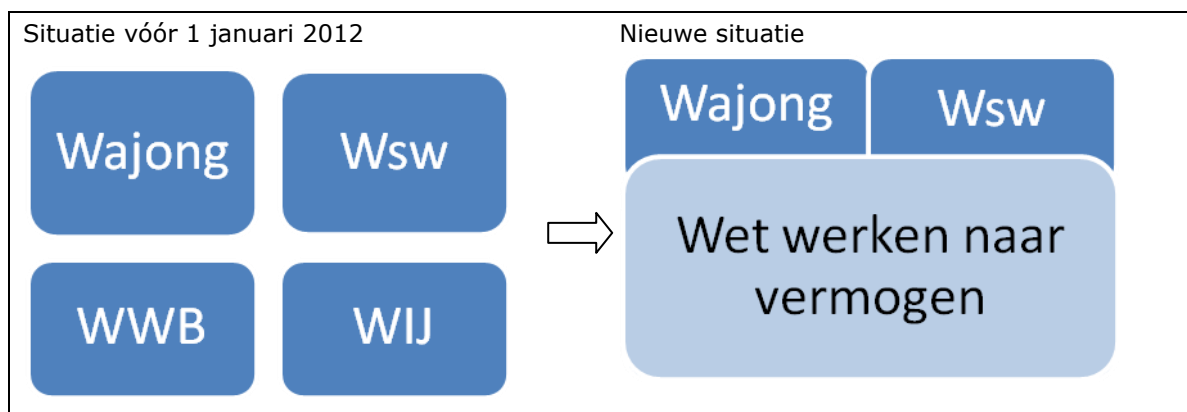 Situatie vóór 1 januari 2012
Wajong
Wsw
WWB
WIJ
Nieuwe situatie
Wajong
Wsw
Wet werken naar
vermogen